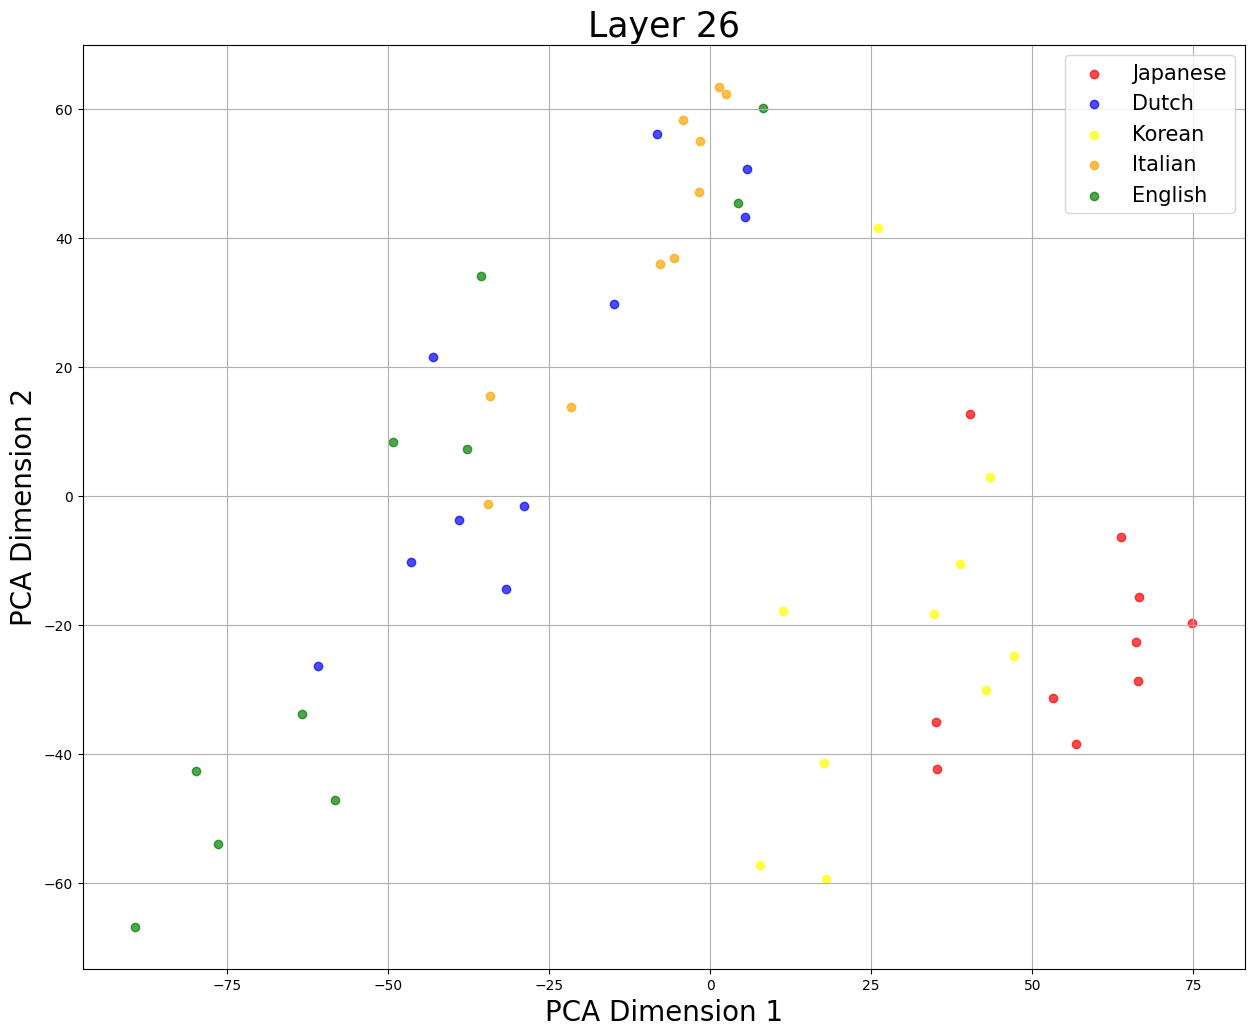 Layer 26
Japanese
Dutch
Korean
Italian
English
PCA Dimension 2
60
40
20
0
−20
−40
−60
−75
−50
−25
0
25
50
75
PCA Dimension 1